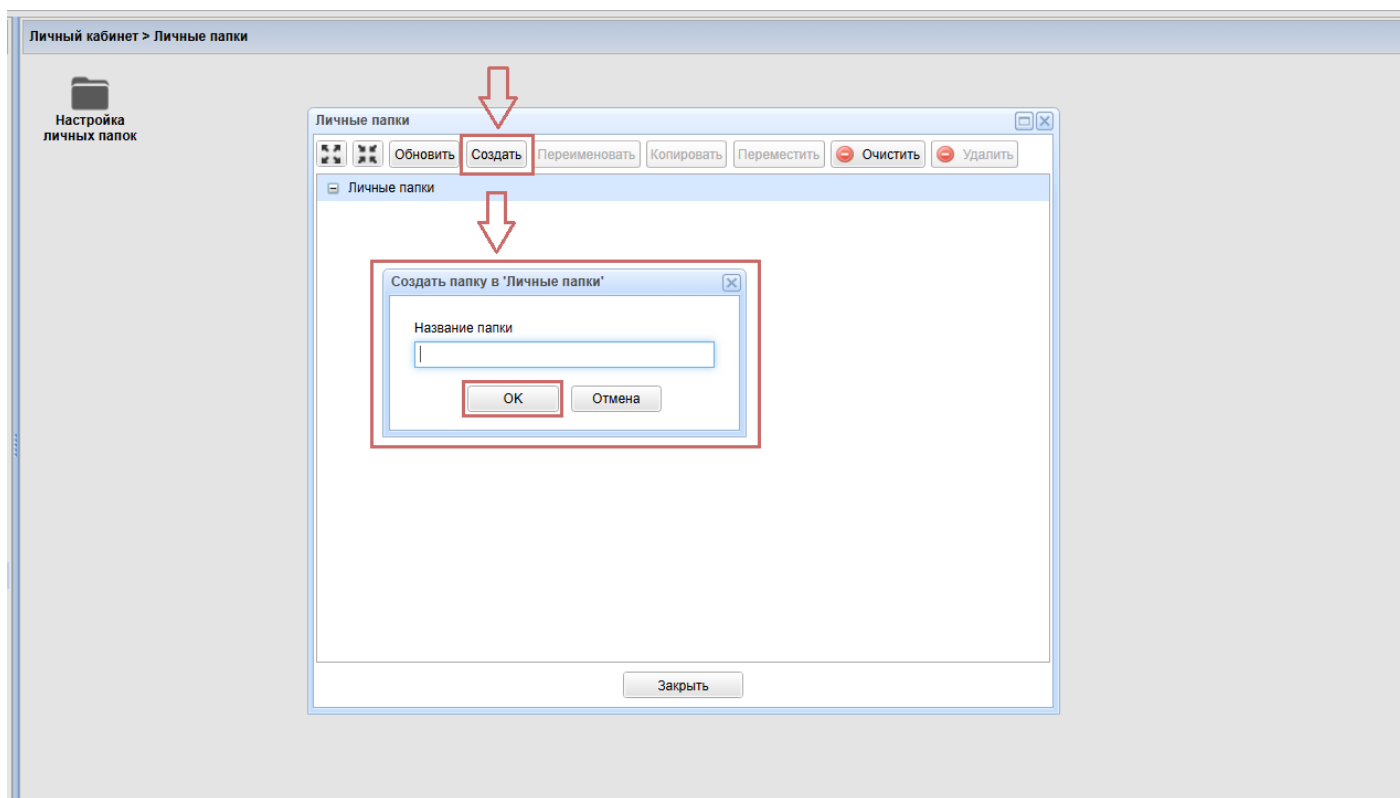 Личный кабинет > Личные папки
Настройка
личных папок
Личные папки
Обновить Создать Переименовать Копировать Переместить Очистить Удалить
Личные папки
Создать папку в 'Личные папки'
Название папки
OK Отмена
Закрыть